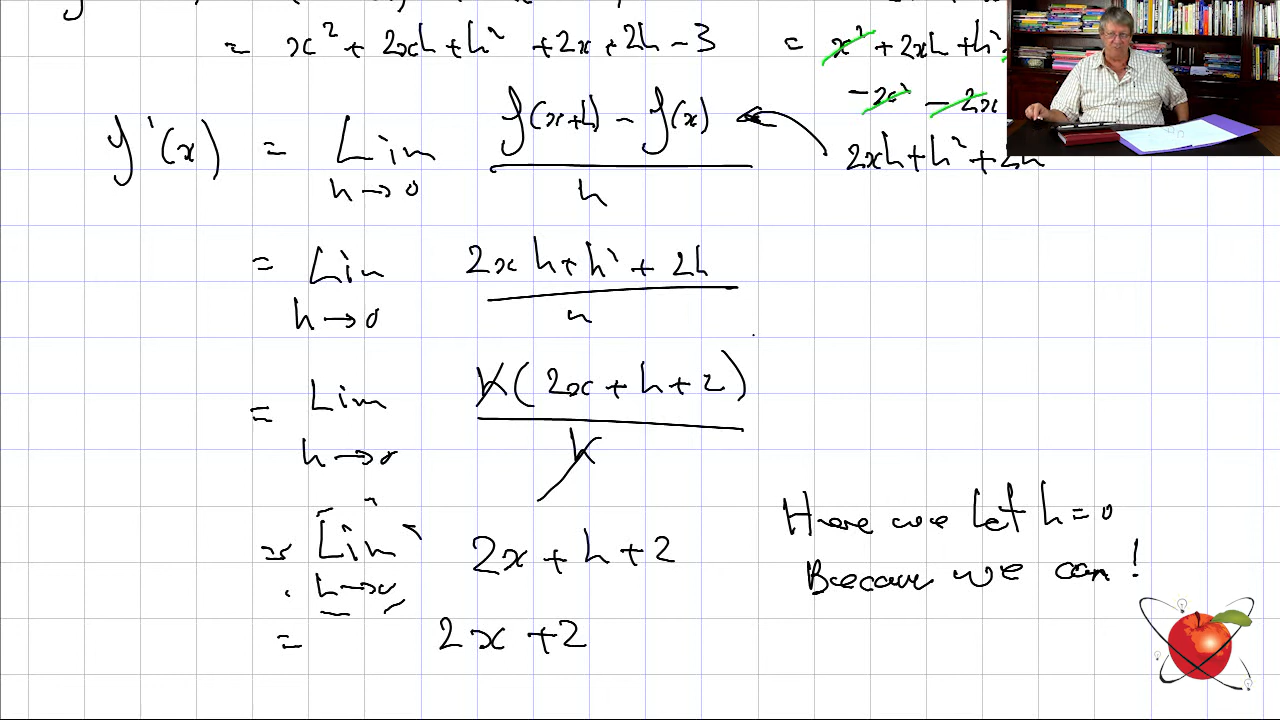 = x² + 2xh + h² + 2x + 2h - 3 = x² + 2xh + h²
- x² - 2x
f'(x) = Lim h→0 f(x+h) - f(x) / h
2xh + h² + 2h
= Lim h→0 2xh + h² + 2h / h
= Lim h→0 h(2x + h + 2) / h
= Lim h→0 2x + h + 2
Here we let h = 0
Because we can!
= 2x + 2